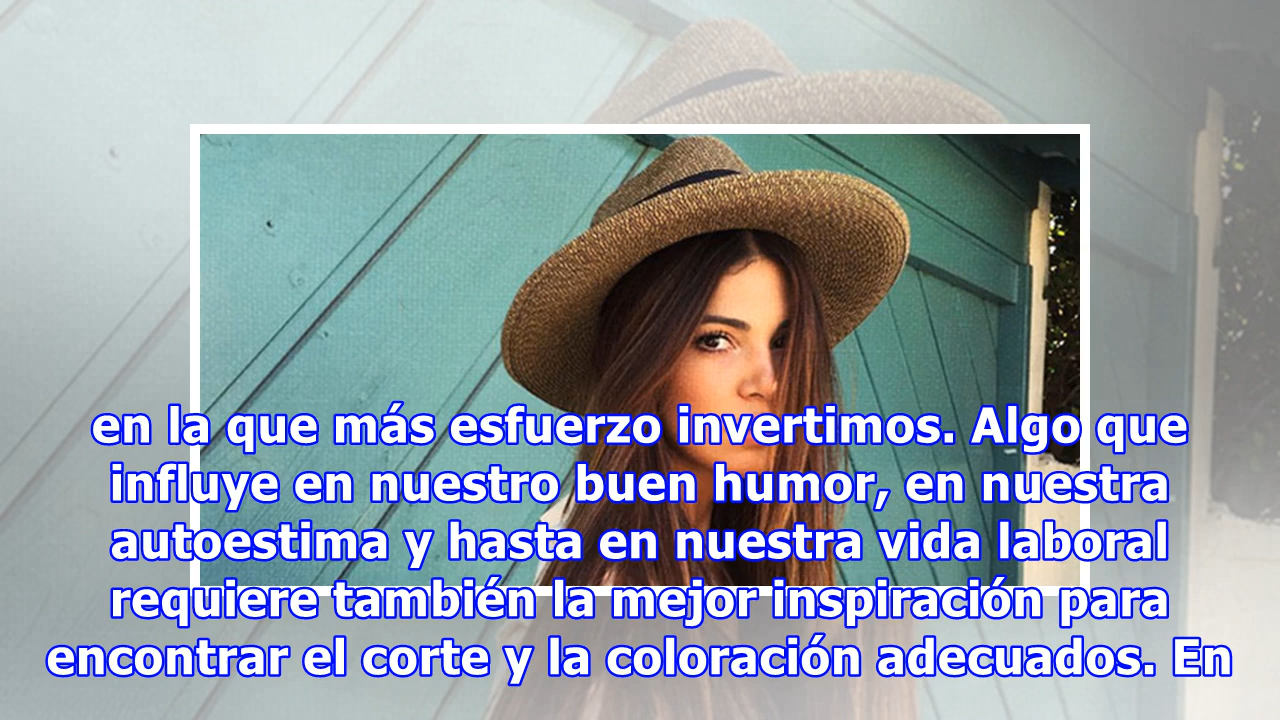 en la que más esfuerzo invertimos. Algo que
influye en nuestro buen humor, en nuestra
autoestima y hasta en nuestra vida laboral
requiere también la mejor inspiración para
encontrar el corte y la coloración adecuados. En